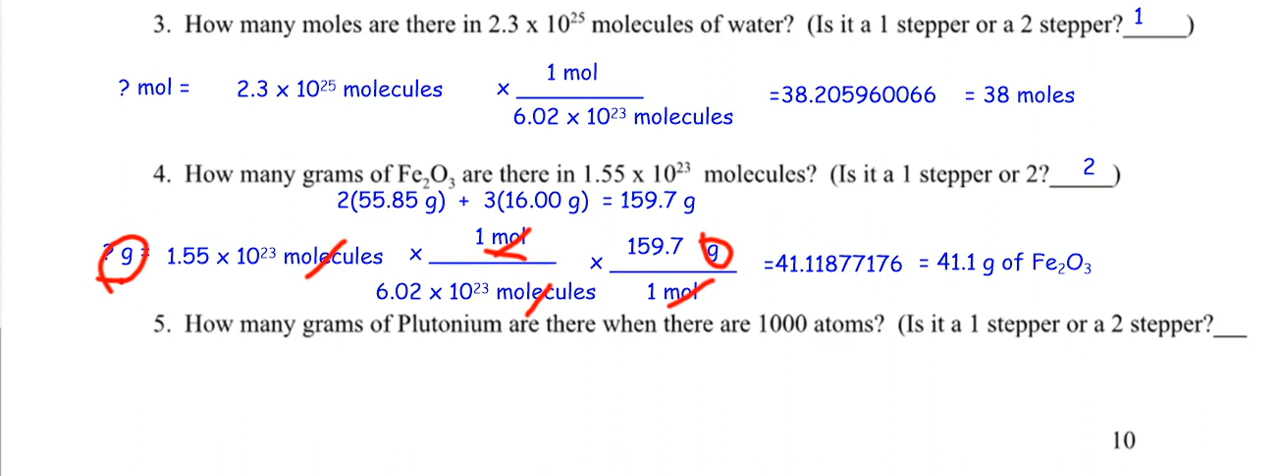 3. How many moles are there in 2.3 x 10²⁵ molecules of water? (Is it a 1 stepper or a 2 stepper?__1__)
1 mol
? mol = 2.3 x 10²⁵ molecules x =38.205960066 = 38 moles
6.02 x 10²³ molecules
4. How many grams of Fe₂O₃ are there in 1.55 x 10²³ molecules? (Is it a 1 stepper or 2?__2__)
2(55.85 g) + 3(16.00 g) = 159.7 g
1 mol 159.7 g
? g = 1.55 x 10²³ molecules x x =41.11877176 = 41.1 g of Fe₂O₃
6.02 x 10²³ molecules 1 mol
5. How many grams of Plutonium are there when there are 1000 atoms? (Is it a 1 stepper or a 2 stepper?__
10